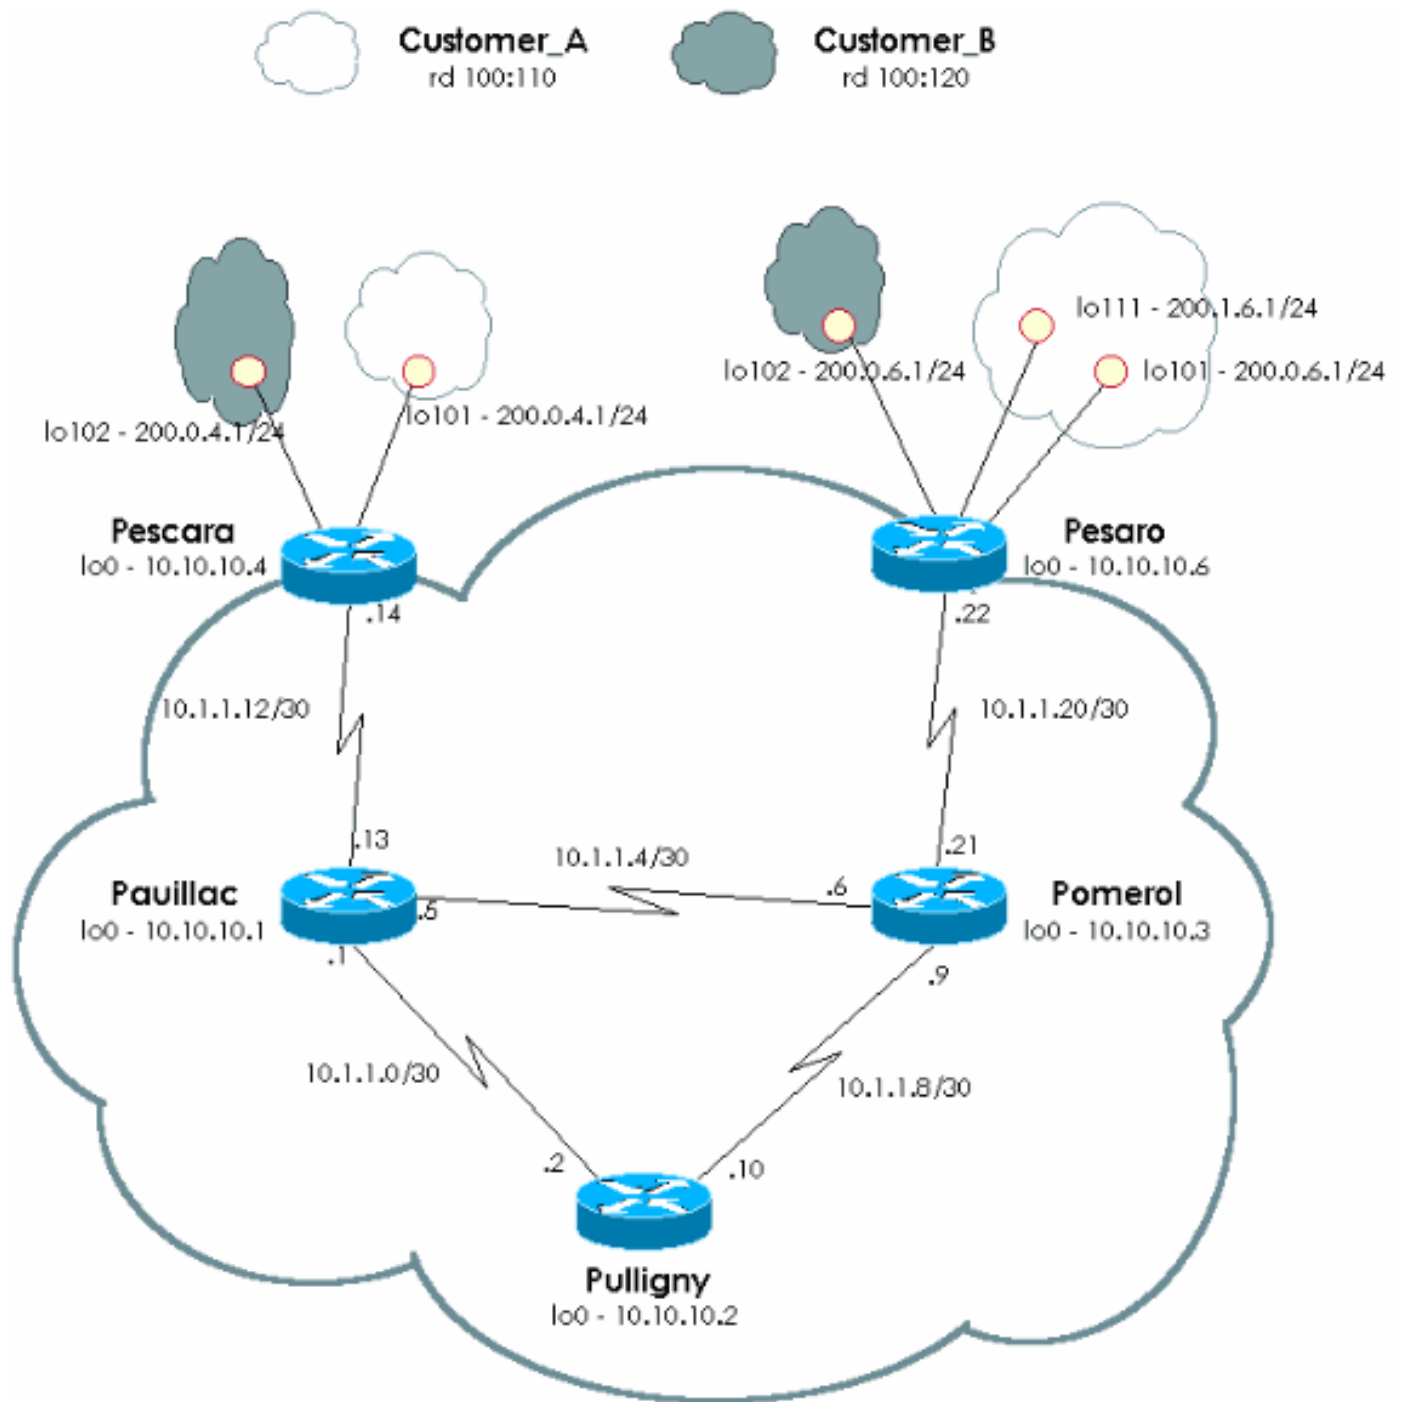 Customer_A
rd 100:110
Customer_B
rd 100:120
lo102 - 200.0.4.1/24
lo101 - 200.0.4.1/24
lo102 - 200.0.6.1/24
lo111 - 200.1.6.1/24
lo101 - 200.0.6.1/24
Pescara
lo0 - 10.10.10.4
.14
Pesaro
lo0 - 10.10.10.6
.22
10.1.1.12/30
10.1.1.20/30
.13
.21
10.1.1.4/30
Pauillac
lo0 - 10.10.10.1
.5
.1
.6
Pomerol
lo0 - 10.10.10.3
.9
10.1.1.0/30
10.1.1.8/30
.2
.10
Pulligny
lo0 - 10.10.10.2